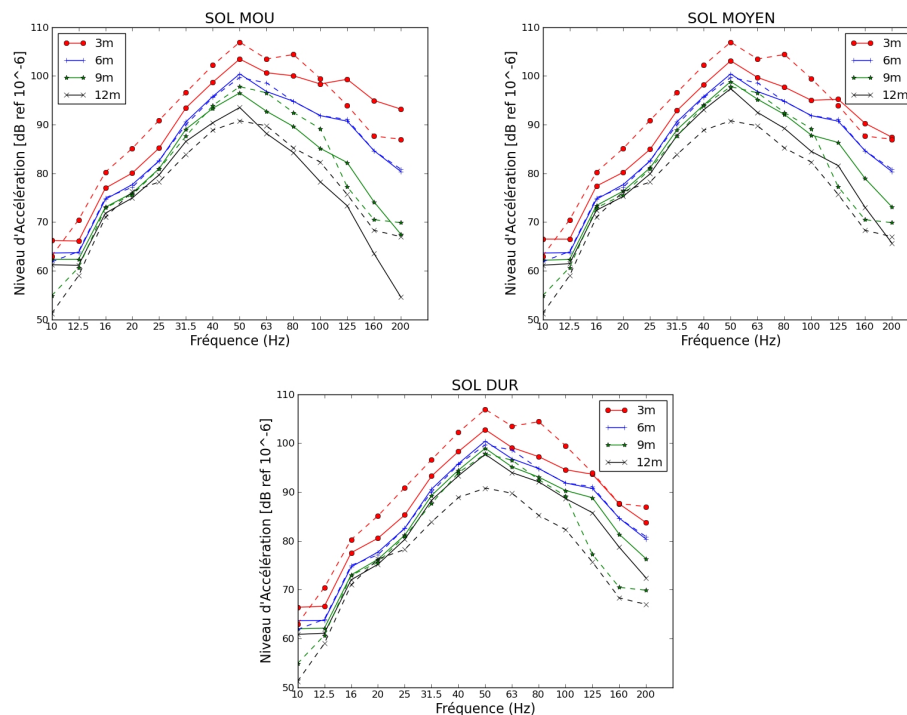 SOL MOU
110
100
90
80
70
60
50
Niveau d'Accélération [dB ref 10^-6]
3m
6m
9m
12m
10 12.5 16 20 25 31.5 40 50 63 80 100 125 160 200
Fréquence (Hz)
SOL MOYEN
110
100
90
80
70
60
50
Niveau d'Accélération [dB ref 10^-6]
3m
6m
9m
12m
10 12.5 16 20 25 31.5 40 50 63 80 100 125 160 200
Fréquence (Hz)
SOL DUR
110
100
90
80
70
60
50
Niveau d'Accélération [dB ref 10^-6]
3m
6m
9m
12m
10 12.5 16 20 25 31.5 40 50 63 80 100 125 160 200
Fréquence (Hz)